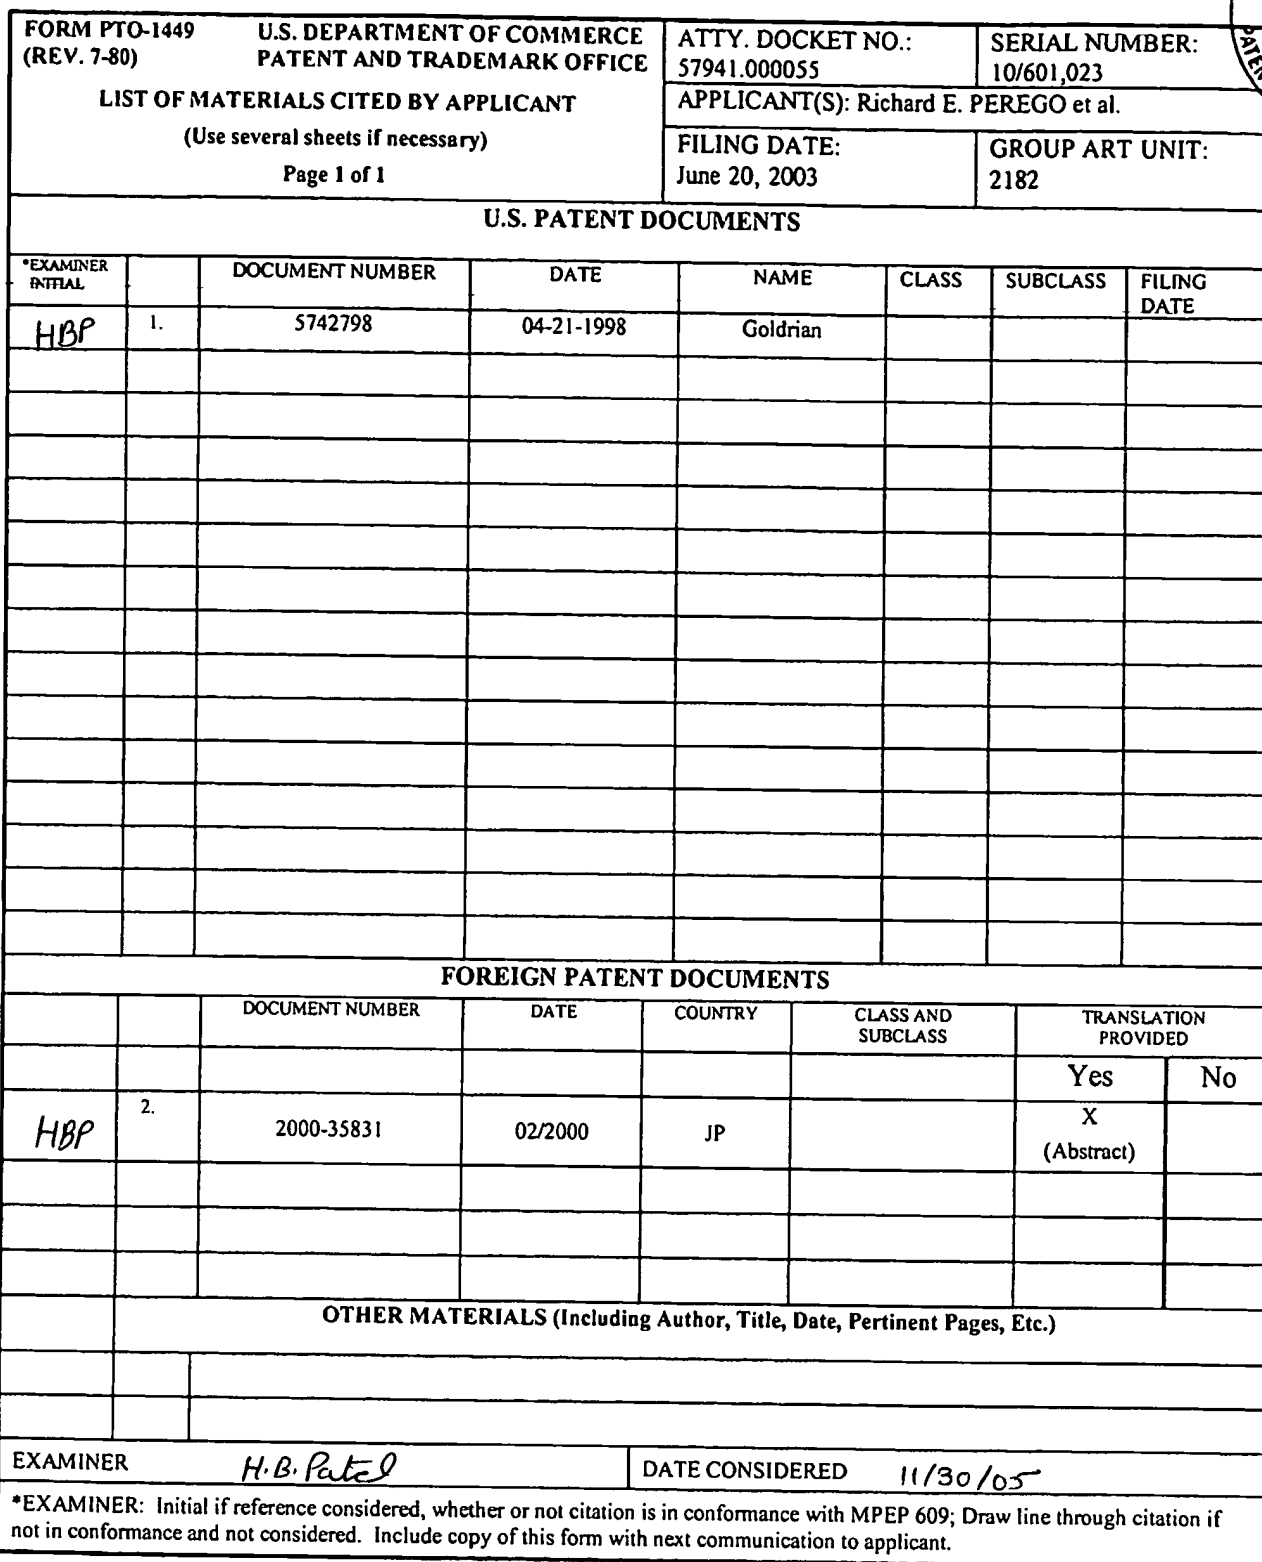 FORM PTO-1449 U.S. DEPARTMENT OF COMMERCE
(REV. 7-80) PATENT AND TRADEMARK OFFICE
LIST OF MATERIALS CITED BY APPLICANT
(Use several sheets if necessary)
Page 1 of 1
ATTY. DOCKET NO.:
57941.000055
SERIAL NUMBER:
10/601,023
APPLICANT(S): Richard E. PEREGO et al.
FILING DATE:
June 20, 2003
GROUP ART UNIT:
2182
U.S. PATENT DOCUMENTS
*EXAMINER
INITIAL
DOCUMENT NUMBER DATE NAME CLASS SUBCLASS FILING
DATE
HBP 1. 5742798 04-21-1998 Goldrian
FOREIGN PATENT DOCUMENTS
DOCUMENT NUMBER DATE COUNTRY CLASS AND
SUBCLASS
TRANSLATION
PROVIDED
Yes No
HBP 2. 2000-35831 02/2000 JP X
(Abstract)
OTHER MATERIALS (Including Author, Title, Date, Pertinent Pages, Etc.)
EXAMINER H.B. Patel DATE CONSIDERED 11/30/05
*EXAMINER: Initial if reference considered, whether or not citation is in conformance with MPEP 609; Draw line through citation if
not in conformance and not considered. Include copy of this form with next communication to applicant.